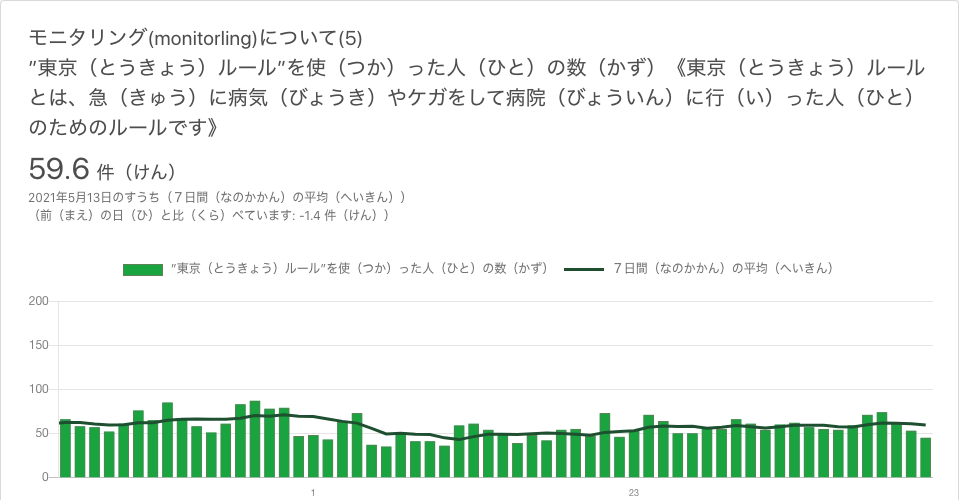 モニタリング(monitorling)について(5)
”東京（とうきょう）ルール”を使（つか）った人（ひと）の数（かず）《東京（とうきょう）ルール
とは、急（きゅう）に病気（びょうき）やケガをして病院（びょういん）に行（い）った人（ひと）
のためのルールです》
59.6 件（けん）
2021年5月13日のすうち（７日間（なのかかん）の平均（へいきん））
（前（まえ）の日（ひ）と比（くら）べています: -1.4 件（けん））
”東京（とうきょう）ルール”を使（つか）った人（ひと）の数（かず） ７日間（なのかかん）の平均（へいきん）
200
150
100
50
0
1 23